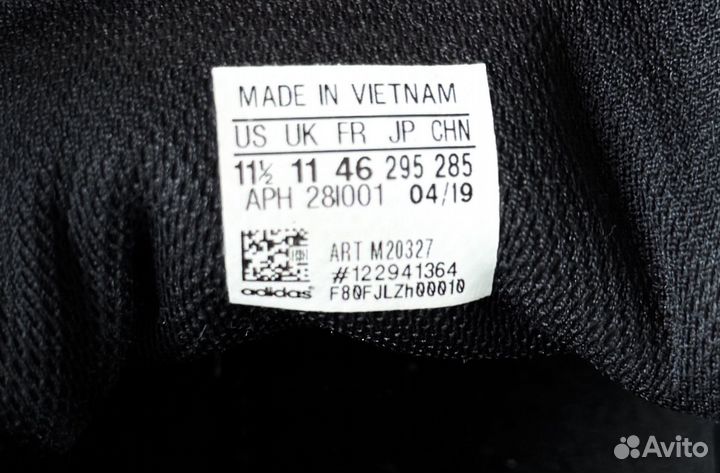 MADE IN VIETNAM
US UK FR JP CHN
11½ 11 46 295 285
APH 28I001 04/19
ART M20327
#122941364
adidas F80FJLZh00010
Avito